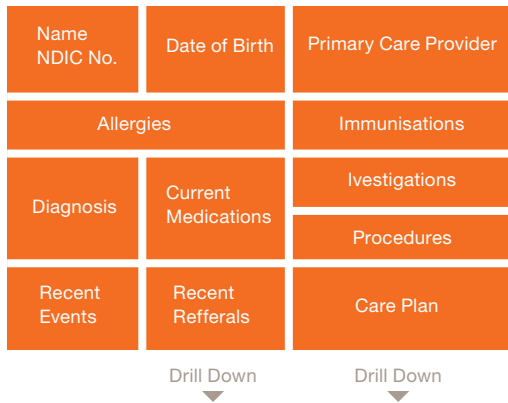 Name
NDIC No.
Date of Birth
Primary Care Provider
Allergies
Immunisations
Diagnosis
Current
Medications
Ivestigations
Procedures
Recent
Events
Recent
Refferals
Care Plan
Drill Down
Drill Down